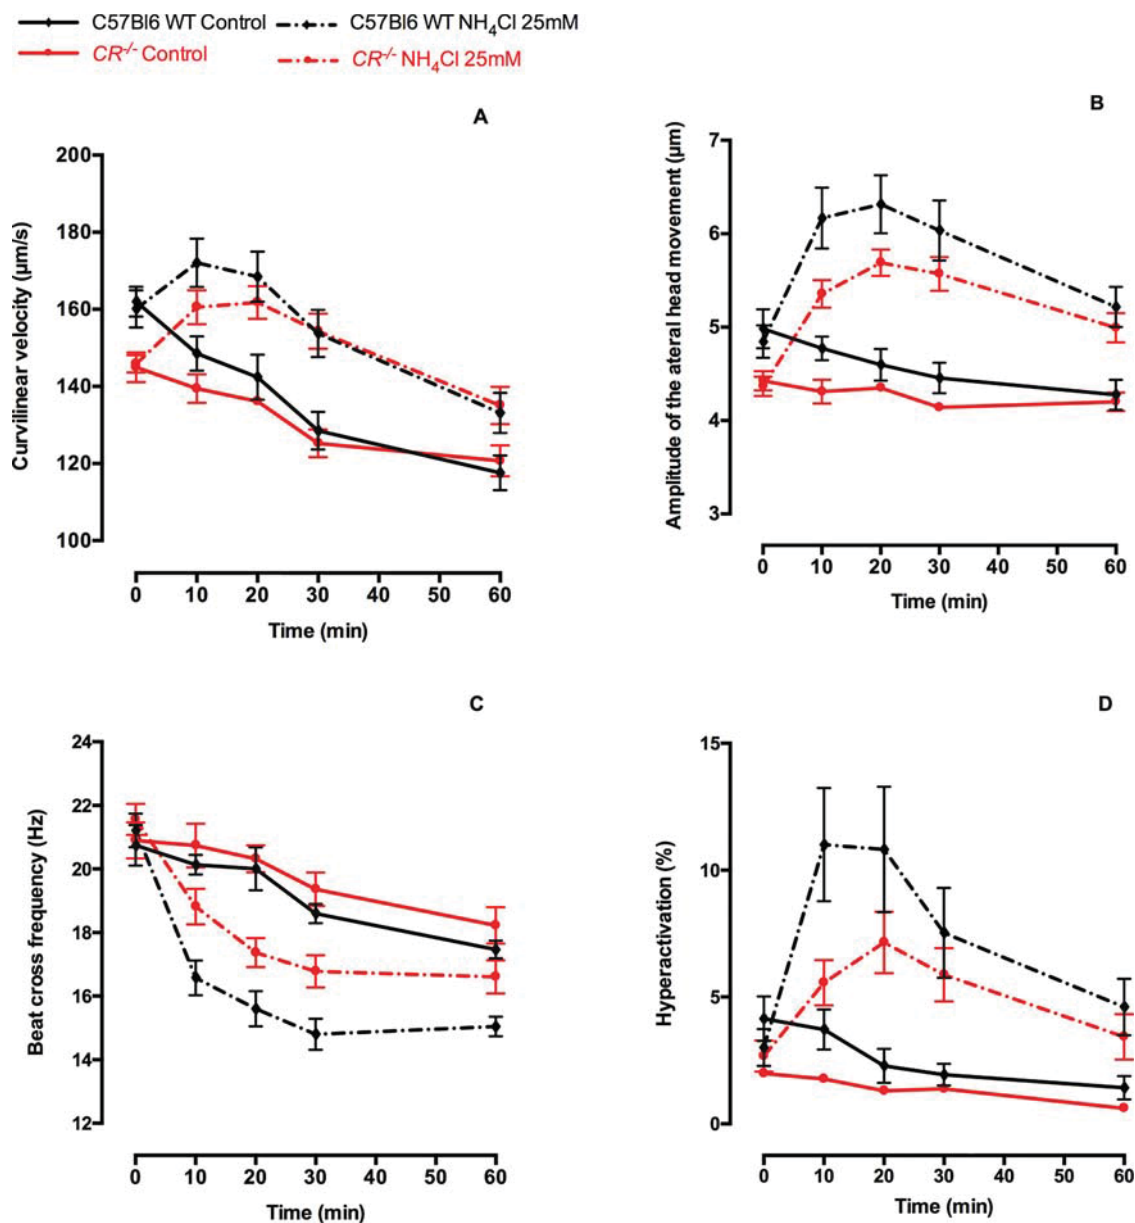 C57Bl6 WT Control C57Bl6 WT NH4Cl 25mM
CR-/- Control CR-/- NH4Cl 25mM
A
Curvilinear velocity (μm/s)
200
180
160
140
120
100
0 10 20 30 40 50 60
Time (min)
B
Amplitude of the ateral head movement (μm)
7
6
5
4
3
0 10 20 30 40 50 60
Time (min)
C
Beat cross frequency (Hz)
24
22
20
18
16
14
12
0 10 20 30 40 50 60
Time (min)
D
Hyperactivation (%)
15
10
5
0
0 10 20 30 40 50 60
Time (min)